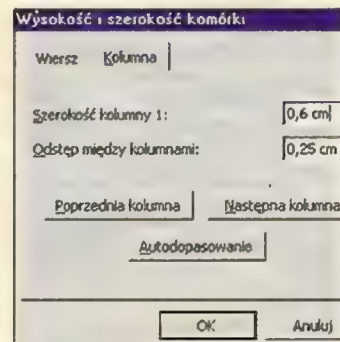 Wysokość i szerokość komórki
Wiersz Kolumna
Szerokość kolumny 1: 0,6 cm
Odstęp między kolumnami: 0,25 cm
Poprzednia kolumna Następna kolumna
Autodopasowanie
OK Anuluj